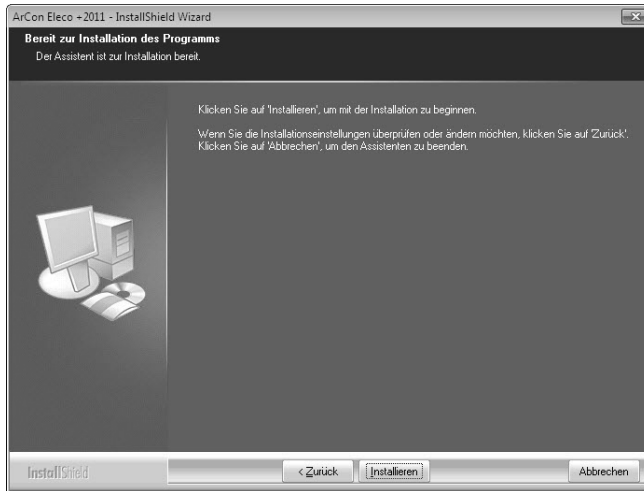 ArCon Eleco +2011 - InstallShield Wizard
Bereit zur Installation des Programms
Der Assistent ist zur Installation bereit.
Klicken Sie auf 'Installieren', um mit der Installation zu beginnen.
Wenn Sie die Installationseinstellungen überprüfen oder ändern möchten, klicken Sie auf 'Zurück'.
Klicken Sie auf 'Abbrechen', um den Assistenten zu beenden.
InstallShield
< Zurück
Installieren
Abbrechen